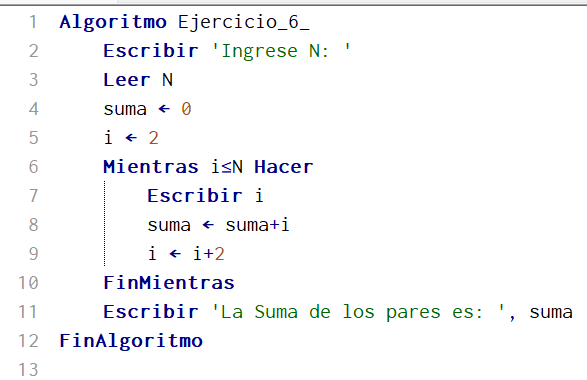 1 Algoritmo Ejercicio_6_
2 Escribir 'Ingrese N: '
3 Leer N
4 suma ← 0
5 i ← 2
6 Mientras i≤N Hacer
7 Escribir i
8 suma ← suma+i
9 i ← i+2
10 FinMientras
11 Escribir 'La Suma de los pares es: ', suma
12 FinAlgoritmo
13